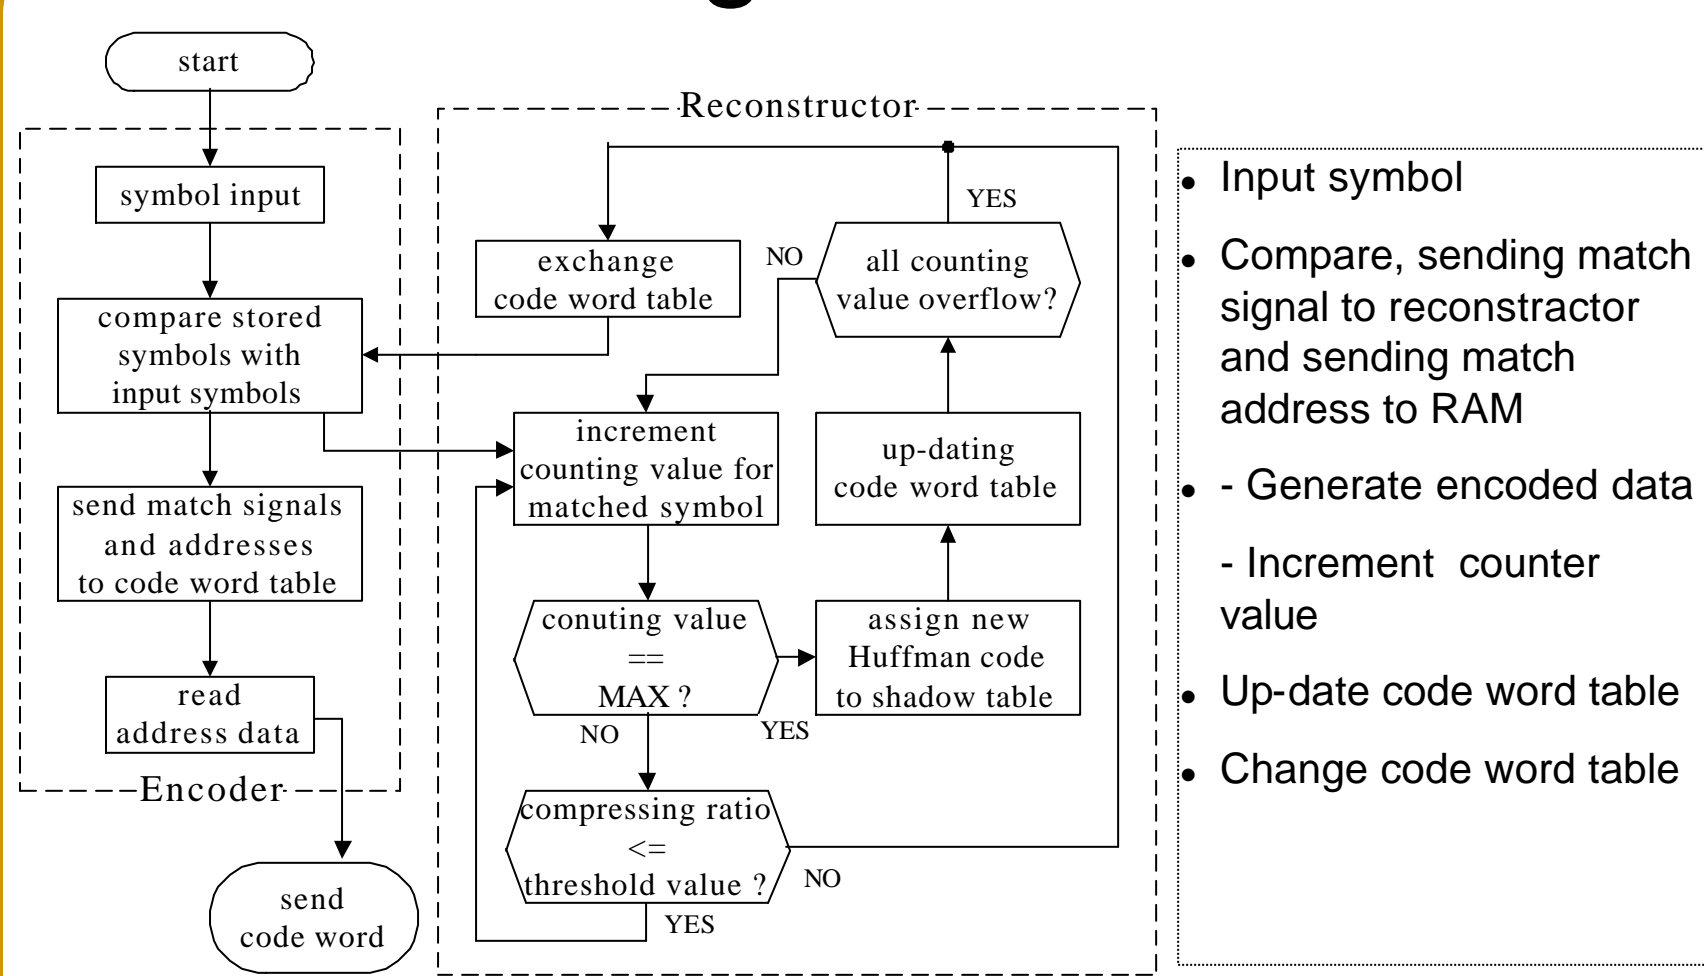 start
symbol input
compare stored
symbols with
input symbols
send match signals
and addresses
to code word table
read
address data
Encoder
send
code word
Reconstructor
exchange
code word table
YES
NO
all counting
value overflow?
increment
counting value for
matched symbol
up-dating
code word table
conuting value
==
MAX ?
NO
YES
assign new
Huffman code
to shadow table
compressing ratio
<=
threshold value ?
NO
YES
• Input symbol
• Compare, sending match
signal to reconstractor
and sending match
address to RAM
• - Generate encoded data
- Increment counter
value
• Up-date code word table
• Change code word table